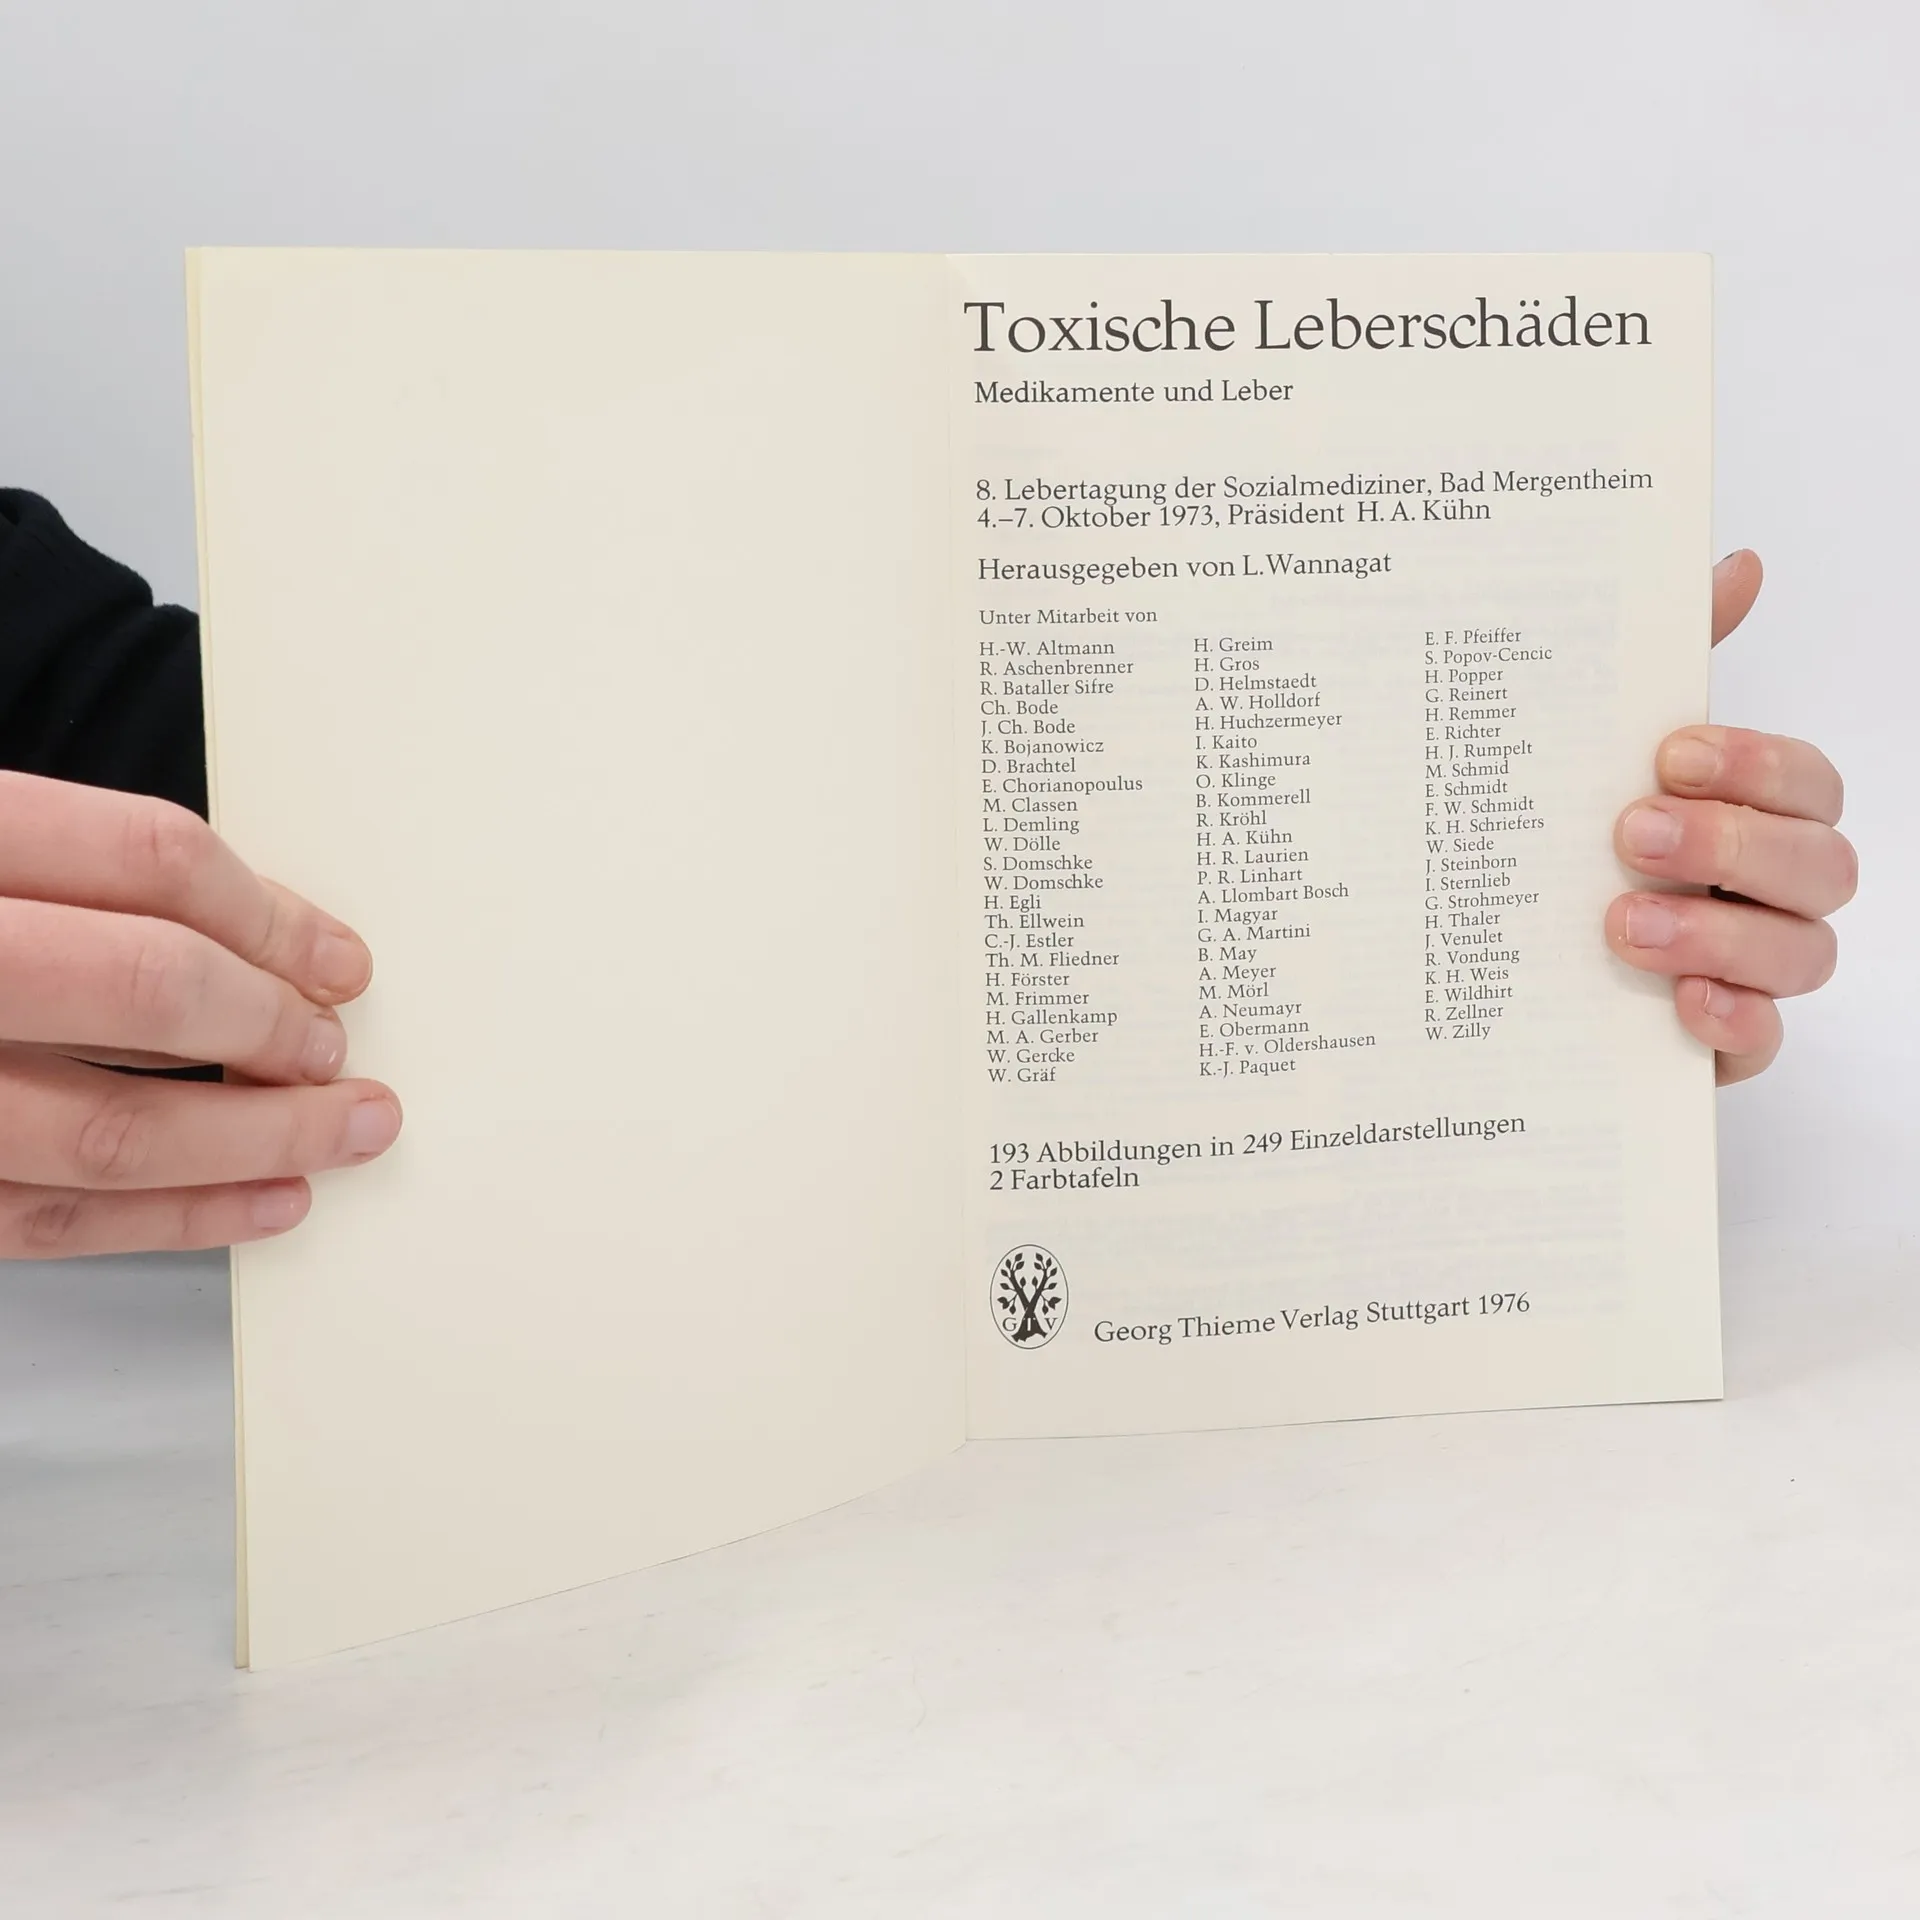 Toxische Leberschäden
Medikamente und Leber
8. Lebertagung der Sozialmediziner, Bad Mergentheim
4.–7. Oktober 1973, Präsident H. A. Kühn
Herausgegeben von L. Wannagat
Unter Mitarbeit von
H.-W. Altmann
R. Aschenbrenner
R. Bataller Sifre
Ch. Bode
J. Ch. Bode
K. Bojanowicz
D. Brachtel
E. Chorianopoulus
M. Classen
L. Demling
W. Dölle
S. Domschke
W. Domschke
H. Egli
Th. Ellwein
C.-J. Estler
Th. M. Fliedner
H. Förster
M. Frimmer
H. Gallenkamp
M. A. Gerber
W. Gercke
W. Gräf
H. Greim
H. Gros
D. Helmstaedt
A. W. Holldorf
H. Huchzermeyer
I. Kaito
K. Kashimura
O. Klinge
B. Kommerell
R. Kröhl
H. A. Kühn
H. R. Laurien
P. R. Linhart
A. Llombart Bosch
I. Magyar
G. A. Martini
B. May
A. Meyer
M. Mörl
A. Neumayr
E. Obermann
H.-F. v. Oldershausen
K.-J. Paquet
E. F. Pfeiffer
S. Popov-Cencic
H. Popper
G. Reinert
H. Remmer
E. Richter
H. J. Rumpelt
M. Schmid
E. Schmidt
F. W. Schmidt
K. H. Schriefers
W. Siede
J. Steinborn
I. Sternlieb
G. Strohmeyer
H. Thaler
J. Venulet
R. Vondung
K. H. Weis
E. Wildhirt
R. Zellner
W. Zilly
193 Abbildungen in 249 Einzeldarstellungen
2 Farbtafeln
G T V
Georg Thieme Verlag Stuttgart 1976